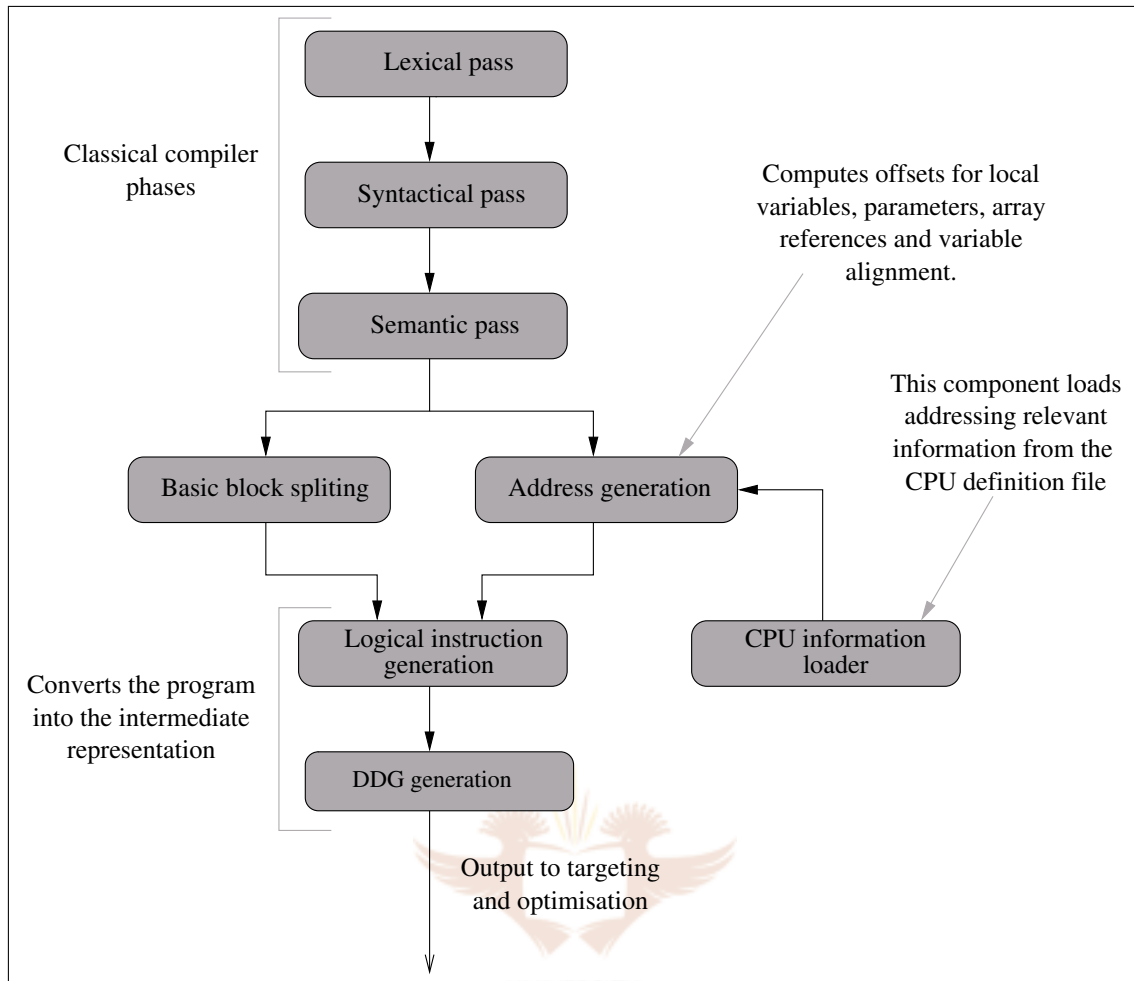 Lexical pass
Classical compiler
phases
Syntactical pass
Computes offsets for local
variables, parameters, array
references and variable
alignment.
Semantic pass
This component loads
addressing relevant
information from the
CPU definition file
Basic block spliting
Address generation
Logical instruction
generation
CPU information
loader
Converts the program
into the intermediate
representation
DDG generation
Output to targeting
and optimisation